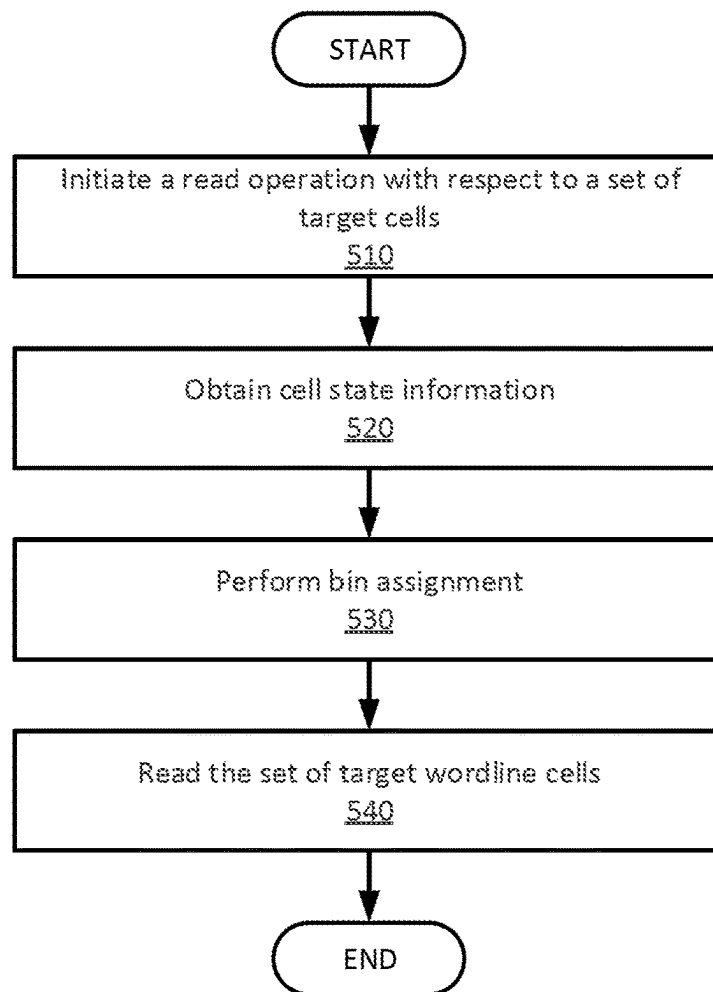 START
Initiate a read operation with respect to a set of
target cells
510
Obtain cell state information
520
Perform bin assignment
530
Read the set of target wordline cells
540
END